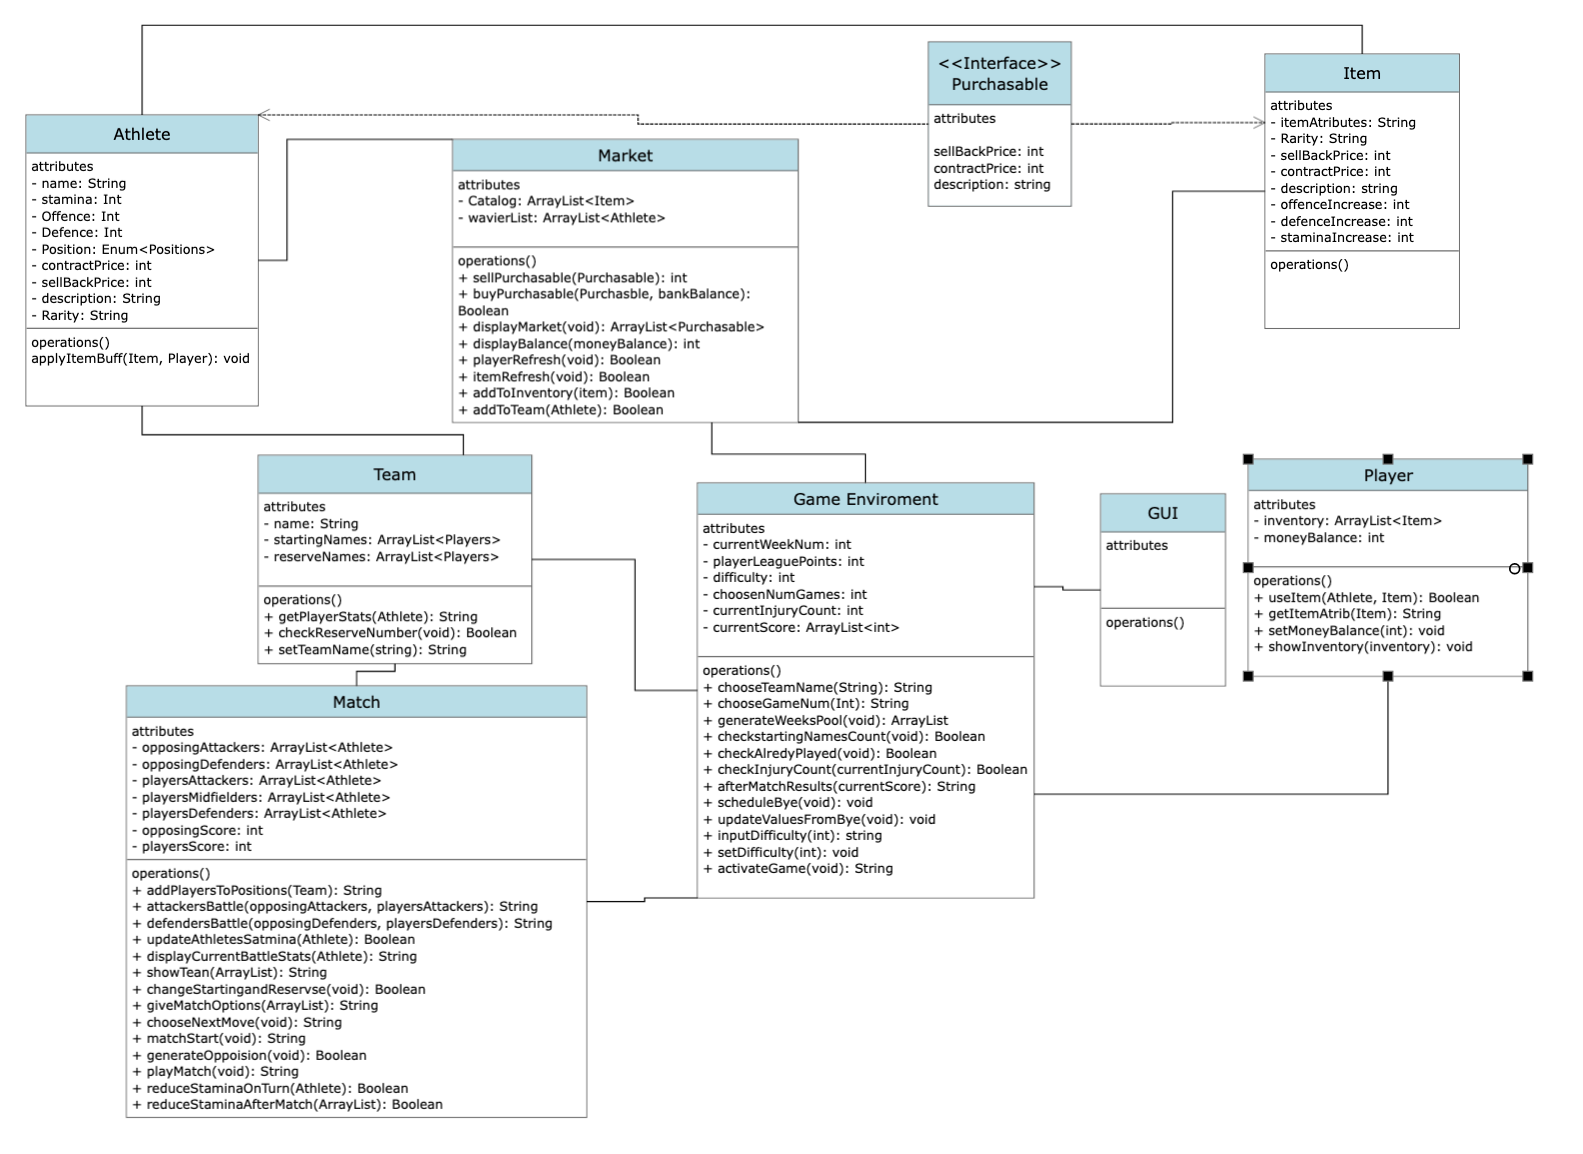 <<Interface>>
Purchasable
attributes
sellBackPrice: int
contractPrice: int
description: string
Item
attributes
- itemAtributes: String
- Rarity: String
- sellBackPrice: int
- contractPrice: int
- description: string
- offenceIncrease: int
- defenceIncrease: int
- staminaIncrease: int
operations()
Athlete
attributes
- name: String
- stamina: Int
- Offence: Int
- Defence: Int
- Position: Enum<Positions>
- contractPrice: int
- sellBackPrice: int
- description: String
- Rarity: String
operations()
applyItemBuff(Item, Player): void
Market
attributes
- Catalog: ArrayList<Item>
- wavierList: ArrayList<Athlete>
operations()
+ sellPurchasable(Purchasable): int
+ buyPurchasable(Purchasble, bankBalance):
Boolean
+ displayMarket(void): ArrayList<Purchasable>
+ displayBalance(moneyBalance): int
+ playerRefresh(void): Boolean
+ itemRefresh(void): Boolean
+ addToInventory(item): Boolean
+ addToTeam(Athlete): Boolean
Team
attributes
- name: String
- startingNames: ArrayList<Players>
- reserveNames: ArrayList<Players>
operations()
+ getPlayerStats(Athlete): String
+ checkReserveNumber(void): Boolean
+ setTeamName(string): String
Game Enviroment
attributes
- currentWeekNum: int
- playerLeaguePoints: int
- difficulty: int
- choosenNumGames: int
- currentInjuryCount: int
- currentScore: ArrayList<int>
operations()
+ chooseTeamName(String): String
+ chooseGameNum(Int): String
+ generateWeeksPool(void): ArrayList
+ checkstartingNamesCount(void): Boolean
+ checkAlredyPlayed(void): Boolean
+ checkInjuryCount(currentInjuryCount): Boolean
+ afterMatchResults(currentScore): String
+ scheduleBye(void): void
+ updateValuesFromBye(void): void
+ inputDifficulty(int): string
+ setDifficulty(int): void
+ activateGame(void): String
GUI
attributes
operations()
Player
attributes
- inventory: ArrayList<Item>
- moneyBalance: int
operations()
+ useItem(Athlete, Item): Boolean
+ getItemAtrib(Item): String
+ setMoneyBalance(int): void
+ showInventory(inventory): void
Match
attributes
- opposingAttackers: ArrayList<Athlete>
- opposingDefenders: ArrayList<Athlete>
- playersAttackers: ArrayList<Athlete>
- playersMidfielders: ArrayList<Athlete>
- playersDefenders: ArrayList<Athlete>
- opposingScore: int
- playersScore: int
operations()
+ addPlayersToPositions(Team): String
+ attackersBattle(opposingAttackers, playersAttackers): String
+ defendersBattle(opposingDefenders, playersDefenders): String
+ updateAthletesSatmina(Athlete): Boolean
+ displayCurrentBattleStats(Athlete): String
+ showTean(ArrayList): String
+ changeStartingandReservse(void): Boolean
+ giveMatchOptions(ArrayList): String
+ chooseNextMove(void): String
+ matchStart(void): String
+ generateOppoision(void): Boolean
+ playMatch(void): String
+ reduceStaminaOnTurn(Athlete): Boolean
+ reduceStaminaAfterMatch(ArrayList): Boolean